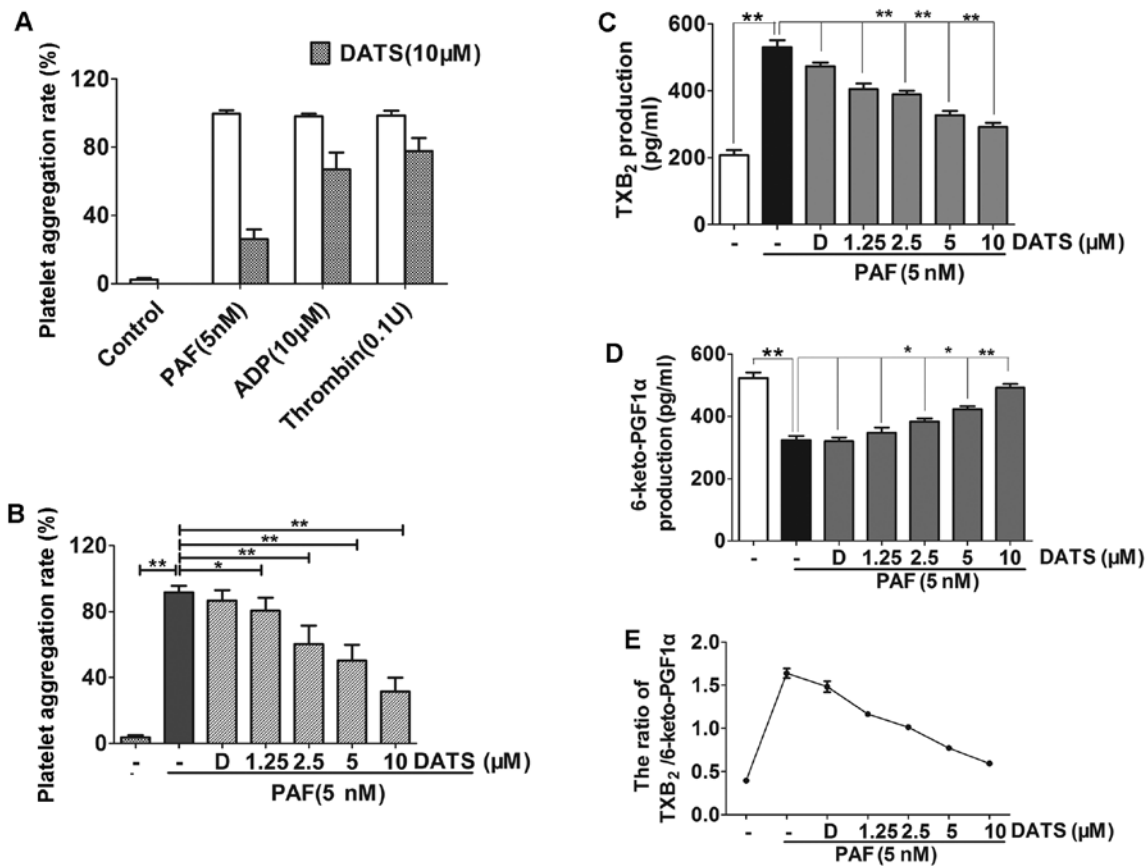 A
DATS(10µM)
Platelet aggregation rate (%)
120
80
40
0
Control
PAF(5nM)
ADP(10µM)
Thrombin(0.1U)
B
Platelet aggregation rate (%)
120
80
40
0
** * ** ** **
- - D 1.25 2.5 5 10 DATS (µM)
PAF(5 nM)
C
TXB₂ production
(pg/ml)
600
400
200
0
** ** ** **
- - D 1.25 2.5 5 10 DATS (µM)
PAF (5 nM)
D
6-keto-PGF1α
production(pg/ml)
600
400
200
0
** * * **
- - D 1.25 2.5 5 10 DATS (µM)
PAF (5 nM)
E
The ratio of
TXB₂ /6-keto-PGF1α
2.0
1.5
1.0
0.5
0.0
- - D 1.25 2.5 5 10 DATS (µM)
PAF (5 nM)